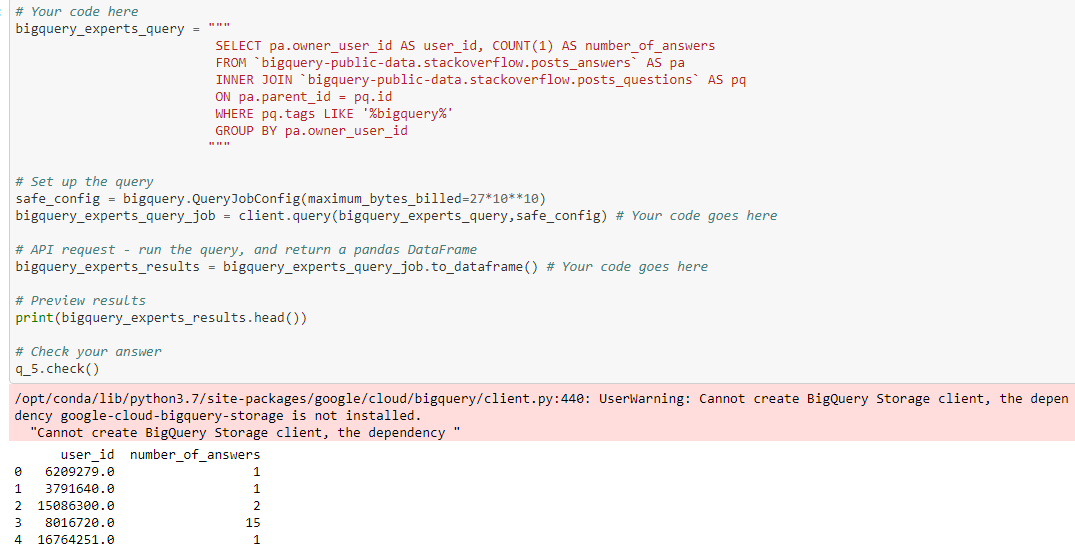 # Your code here
bigquery_experts_query = """
SELECT pa.owner_user_id AS user_id, COUNT(1) AS number_of_answers
FROM `bigquery-public-data.stackoverflow.posts_answers` AS pa
INNER JOIN `bigquery-public-data.stackoverflow.posts_questions` AS pq
ON pa.parent_id = pq.id
WHERE pq.tags LIKE '%bigquery%'
GROUP BY pa.owner_user_id
"""
# Set up the query
safe_config = bigquery.QueryJobConfig(maximum_bytes_billed=27*10**10)
bigquery_experts_query_job = client.query(bigquery_experts_query,safe_config) # Your code goes here
# API request - run the query, and return a pandas DataFrame
bigquery_experts_results = bigquery_experts_query_job.to_dataframe() # Your code goes here
# Preview results
print(bigquery_experts_results.head())
# Check your answer
q_5.check()
/opt/conda/lib/python3.7/site-packages/google/cloud/bigquery/client.py:440: UserWarning: Cannot create BigQuery Storage client, the depen
dency google-cloud-bigquery-storage is not installed.
"Cannot create BigQuery Storage client, the dependency "
user_id number_of_answers
0 6209279.0 1
1 3791640.0 1
2 15086300.0 2
3 8016720.0 15
4 16764251.0 1